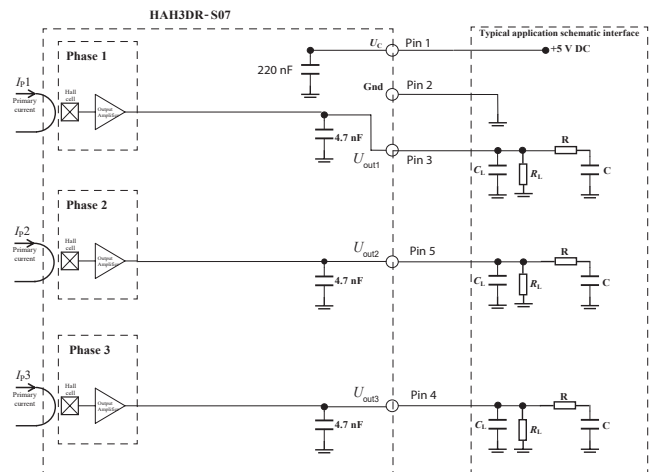 HAH3DR-S07
Typical application schematic interface
Phase 1
UC Pin 1
+5 V DC
220 nF
Gnd Pin 2
IP1
Primary
current
Hall
cell
Output
Amplifier
4.7 nF
Uout1 Pin 3
CL RL R C
Phase 2
IP2
Primary
current
Hall
cell
Output
Amplifier
Uout2 Pin 5
4.7 nF
CL RL R C
Phase 3
IP3
Primary
current
Hall
cell
Output
Amplifier
Uout3 Pin 4
4.7 nF
CL RL R C